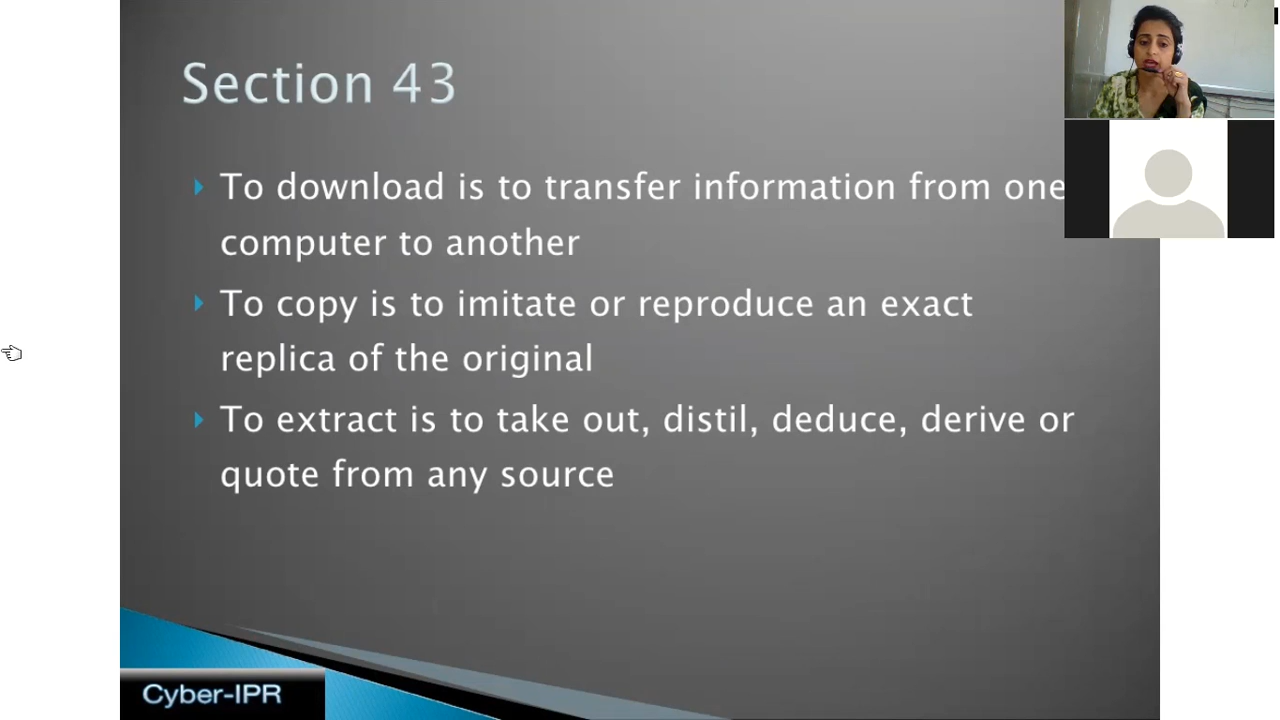 Section 43
To download is to transfer information from one
computer to another
To copy is to imitate or reproduce an exact
replica of the original
To extract is to take out, distil, deduce, derive or
quote from any source
Cyber-IPR